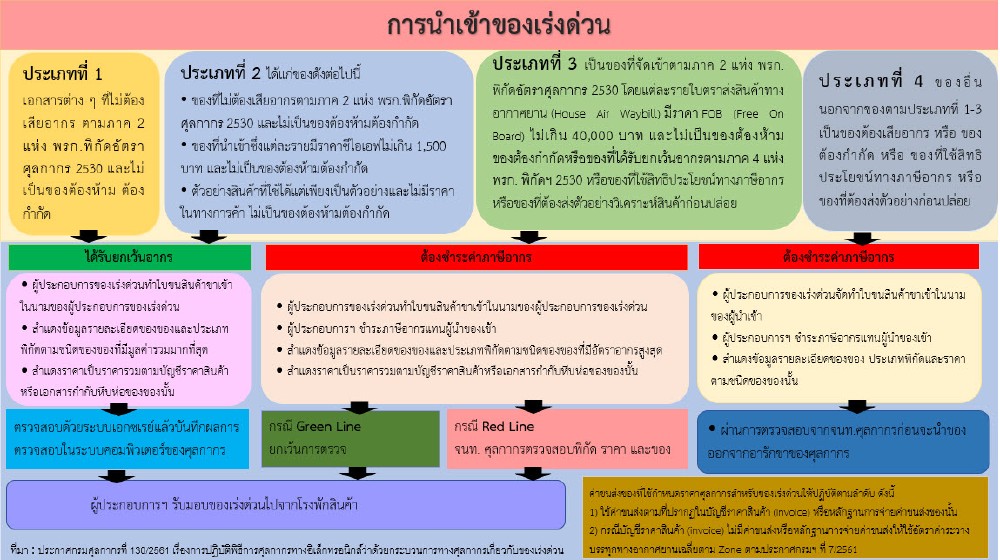 การนำเข้าของเร่งด่วน
ประเภทที่ 1
เอกสารต่าง ๆ ที่ไม่ต้อง
เสียอากร ตามภาค 2
แห่ง พรก.พิกัดอัตรา
ศุลกากร 2530 และไม่
เป็นของต้องห้าม ต้อง
กำกัด
ประเภทที่ 2 ได้แก่ของดังต่อไปนี้
• ของที่ไม่ต้องเสียอากรตามภาค 2 แห่ง พรก.พิกัดอัตรา
ศุลกากร 2530 และไม่เป็นของต้องห้ามต้องกำกัด
• ของที่นำเข้าซึ่งแต่ละรายมีราคาซีไอเอฟไม่เกิน 1,500
บาท และไม่เป็นของต้องห้ามต้องกำกัด
• ตัวอย่างสินค้าที่ใช้ได้แต่เพียงเป็นตัวอย่างและไม่มีราคา
ในทางการค้า ไม่เป็นของต้องห้ามต้องกำกัด
ประเภทที่ 3 เป็นของที่จัดเข้าตามภาค 2 แห่ง พรก.
พิกัดอัตราศุลกากร 2530 โดยแต่ละรายใบตราส่งสินค้าทาง
อากาศยาน (House Air Waybill) มีราคา FOB (Free On
Board) ไม่เกิน 40,000 บาท และไม่เป็นของต้องห้าม
ของต้องกำกัดหรือของที่ได้รับยกเว้นอากรตามภาค 4 แห่ง
พรก. พิกัดฯ 2530 หรือของที่ใช้สิทธิประโยชน์ทางภาษีอากร
หรือของที่ต้องส่งตัวอย่างวิเคราะห์สินค้าก่อนปล่อย
ประเภทที่ 4 ของอื่น
นอกจากของตามประเภทที่ 1-3
เป็นของต้องเสียอากร หรือ ของ
ต้องกำกัด หรือ ของที่ใช้สิทธิ
ประโยชน์ทางภาษีอากร หรือ
ของที่ต้องส่งตัวอย่างก่อนปล่อย
ได้รับยกเว้นอากร
• ผู้ประกอบการของเร่งด่วนทำใบขนสินค้าขาเข้า
ในนามของผู้ประกอบการของเร่งด่วน
• สำแดงข้อมูลรายละเอียดของของและประเภท
พิกัดตามชนิดของของที่มีมูลค่ารวมมากที่สุด
• สำแดงราคาเป็นราคารวมตามบัญชีราคาสินค้า
หรือเอกสารกำกับหีบห่อของของนั้น
ตรวจสอบด้วยระบบเอกซเรย์แล้วบันทึกผลการ
ตรวจสอบในระบบคอมพิวเตอร์ของศุลกากร
ต้องชำระค่าภาษีอากร
• ผู้ประกอบการของเร่งด่วนทำใบขนสินค้าขาเข้าในนามของผู้ประกอบการของเร่งด่วน
• ผู้ประกอบการฯ ชำระภาษีอากรแทนผู้นำของเข้า
• สำแดงข้อมูลรายละเอียดของของและประเภทพิกัดตามชนิดของของที่มีอัตราอากรสูงสุด
• สำแดงราคาเป็นราคารวมตามบัญชีราคาสินค้าหรือเอกสารกำกับหีบห่อของของนั้น
กรณี Green Line
ยกเว้นการตรวจ
กรณี Red Line
จนท. ศุลกากรตรวจสอบพิกัด ราคา และของ
ต้องชำระค่าภาษีอากร
• ผู้ประกอบการของเร่งด่วนจัดทำใบขนสินค้าขาเข้าในนาม
ของผู้นำเข้า
• ผู้ประกอบการฯ ชำระภาษีอากรแทนผู้นำของเข้า
• สำแดงข้อมูลรายละเอียดของของ ประเภทพิกัดและราคา
ตามชนิดของของนั้น
• ผ่านการตรวจสอบจากจนท.ศุลกากรก่อนจะนำของ
ออกจากอารักขาของศุลกากร
ผู้ประกอบการฯ รับมอบของเร่งด่วนไปจากโรงพักสินค้า
ค่าขนส่งของที่ใช้กำหนดราคาศุลกากรสำหรับของเร่งด่วนให้ปฏิบัติตามลำดับ ดังนี้
1) ใช้ค่าขนส่งตามที่ปรากฏในบัญชีราคาสินค้า (invoice) หรือหลักฐานการจ่ายค่าขนส่งของนั้น
2) กรณีบัญชีราคาสินค้า (invoice) ไม่มีค่าขนส่งหรือหลักฐานการจ่ายค่าขนส่งให้ใช้อัตราค่าระวาง
บรรทุกทางอากาศยานเฉลี่ยตาม Zone ตามประกาศกรมฯ ที่ 7/2561
ที่มา : ประกาศกรมศุลกากรที่ 130/2561 เรื่องการปฏิบัติพิธีการศุลกากรทางอิเล็กทรอนิกส์ว่าด้วยกระบวนการทางศุลกากรเกี่ยวกับของเร่งด่วน